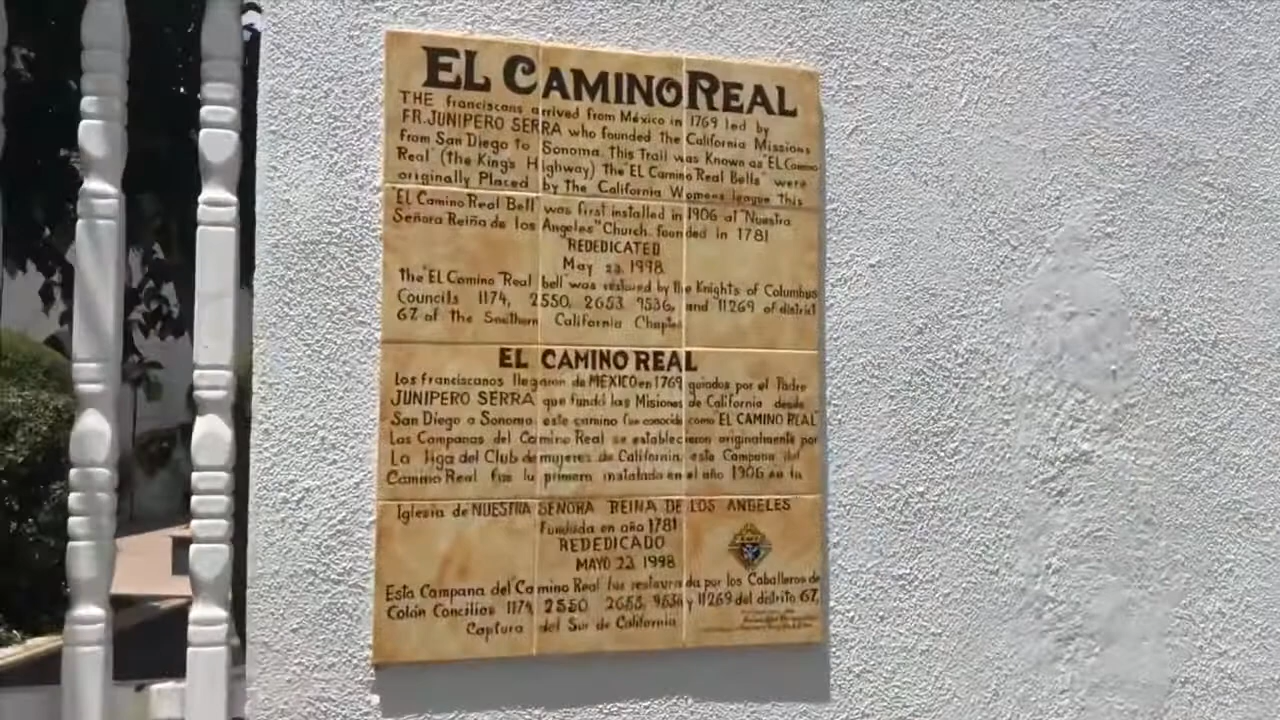 EL CAMINO REAL
THE franciscans arrived from México in 1769 led by
FR. JUNIPERO SERRA who founded The California Missions
from San Diego to Sonoma. This Trail was Known as "EL Camino
Real" (The King's Highway) The "EL Camino Real Bells" were
originally Placed by The California Womens league This
"EL Camino Real Bell" was first installed in 1906 at "Nuestra
Señora Reiña de los Angeles" Church. founded in 1781
REDEDICATED
May 23, 1998
the "EL Camino Real bell" was restored by the Knights of Columbus
Councils 1174, 2550, 2653, 9536, and 11269 of district
67 of the Southern California Chapter
EL CAMINO REAL
Los franciscanos llegaron de MÉXICO en 1769 guiados por el Padre
JUNIPERO SERRA que fundó las Misiones de California desde
San Diego a Sonoma, este camino fue conocido como "EL CAMINO REAL"
Las Campanas del Camino Real se establecieron originalmente por
La liga del Club de mujeres de California, esta Campana del
Camino Real fue la primera instalada en el año 1906 en la
Iglesia de NUESTRA SEÑORA REINA DE LOS ANGELES"
Fundada en año 1781
REDEDICADO
MAYO 23 1998
Esta Campana del "Camino Real" fue restaurada por los Caballeros de
Colón Concilios 1174, 2550 2653, 9536 y 11269 del distrito 67,
Captura del Sur de California